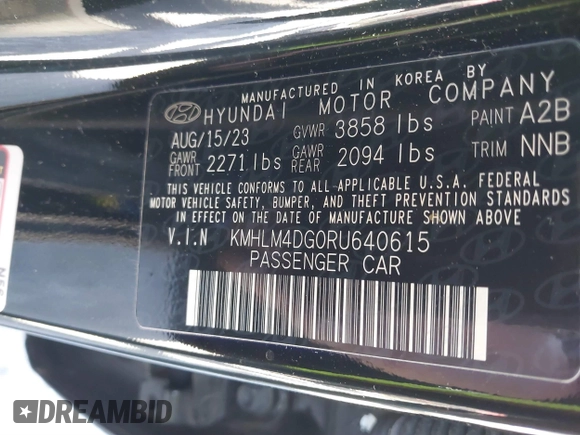 MANUFACTURED IN KOREA BY
HYUNDAI MOTOR COMPANY
AUG/15/23 GVWR 3858 lbs PAINT A2B
GAWR FRONT 2271 lbs GAWR REAR 2094 lbs TRIM NNB
THIS VEHICLE CONFORMS TO ALL APPLICABLE U.S.A. FEDERAL
MOTOR VEHICLE SAFETY, BUMPER, AND THEFT PREVENTION STANDARDS
IN EFFECT ON THE DATE OF MANUFACTURE SHOWN ABOVE
V.I.N KMHLM4DG0RU640615
PASSENGER CAR
DREAMBID